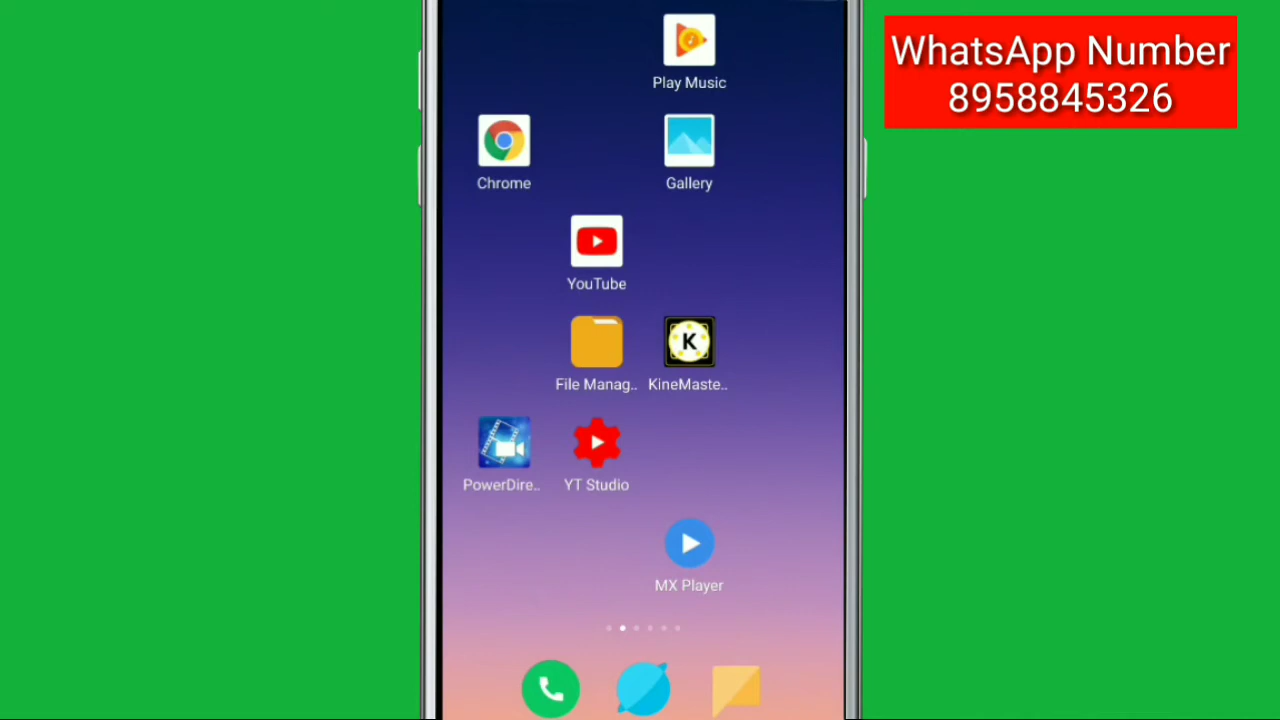 WhatsApp Number
8958845326
Play Music
Chrome
Gallery
YouTube
File Manag..
KineMaste..
K
PowerDire..
YT Studio
MX Player